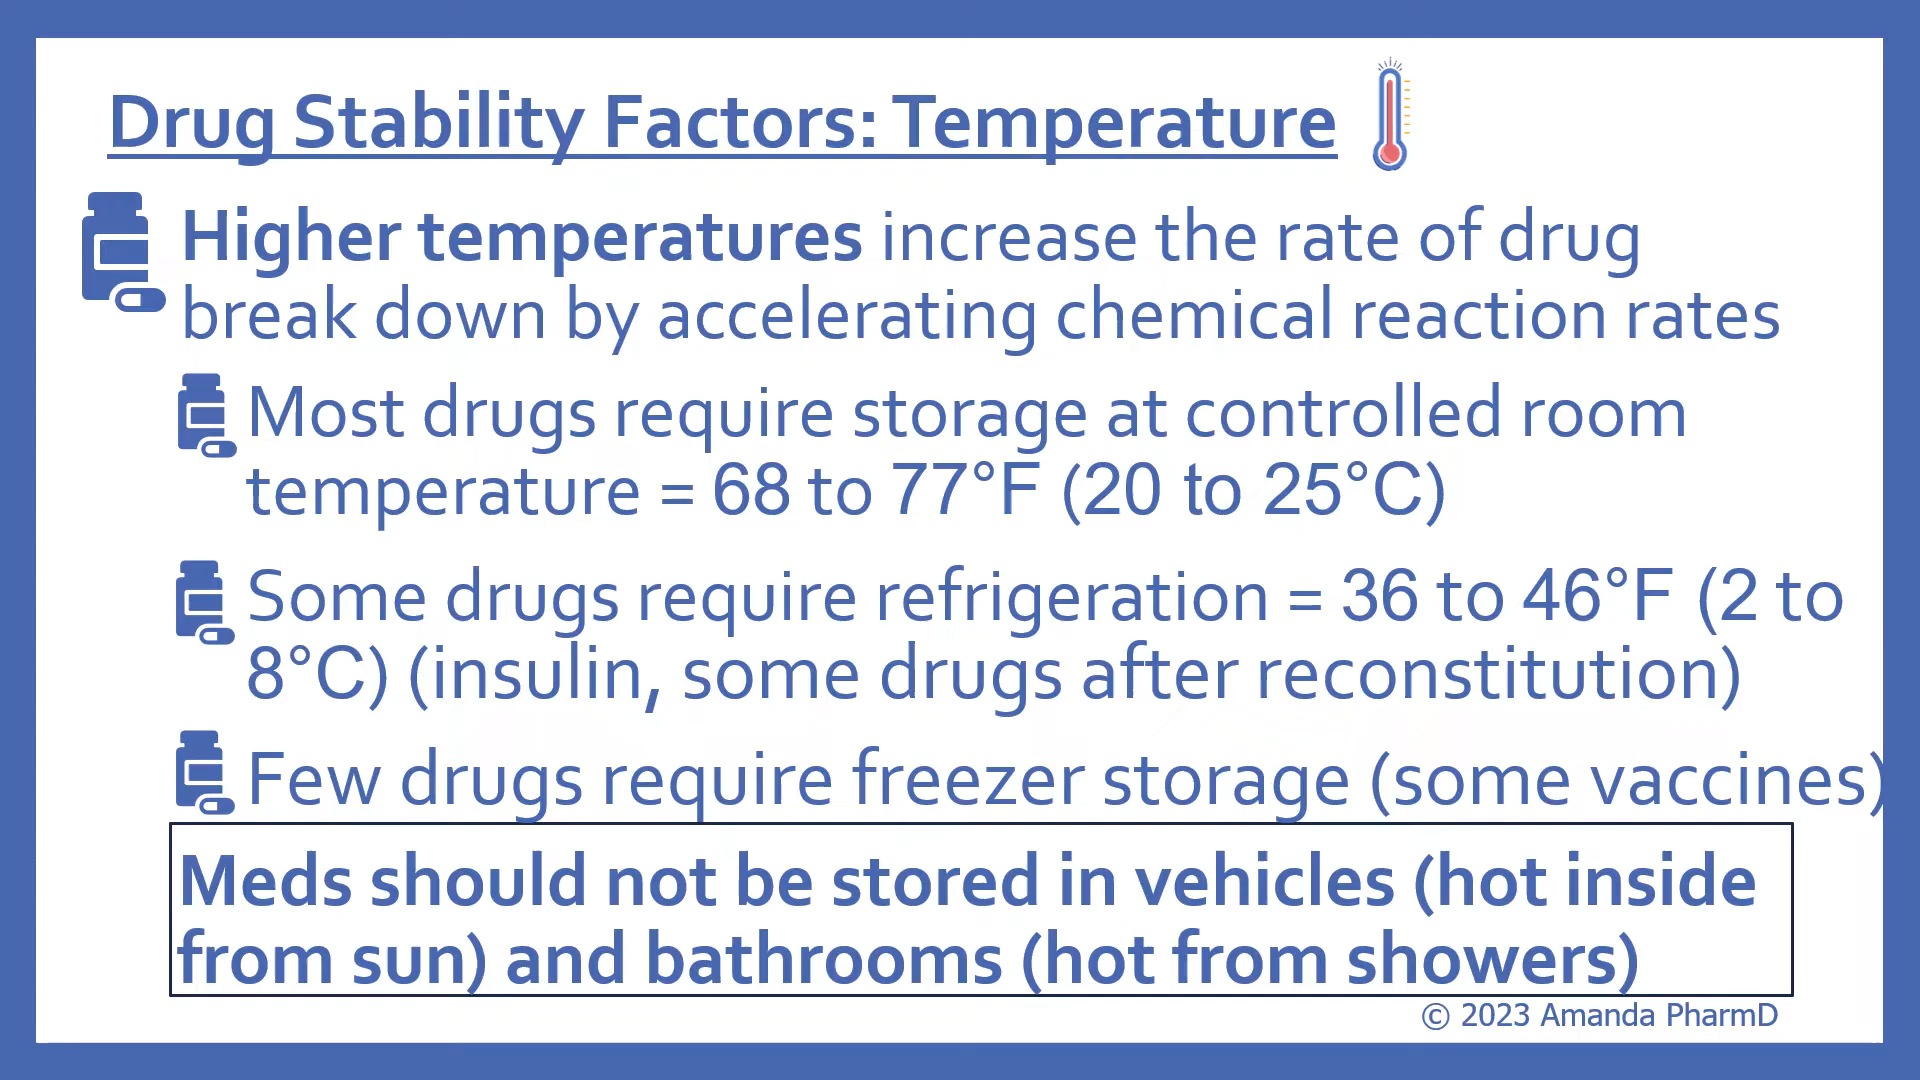 Drug Stability Factors: Temperature
Higher temperatures increase the rate of drug
break down by accelerating chemical reaction rates
Most drugs require storage at controlled room
temperature = 68 to 77°F (20 to 25°C)
Some drugs require refrigeration = 36 to 46°F (2 to
8°C) (insulin, some drugs after reconstitution)
Few drugs require freezer storage (some vaccines)
Meds should not be stored in vehicles (hot inside
from sun) and bathrooms (hot from showers)
© 2023 Amanda PharmD